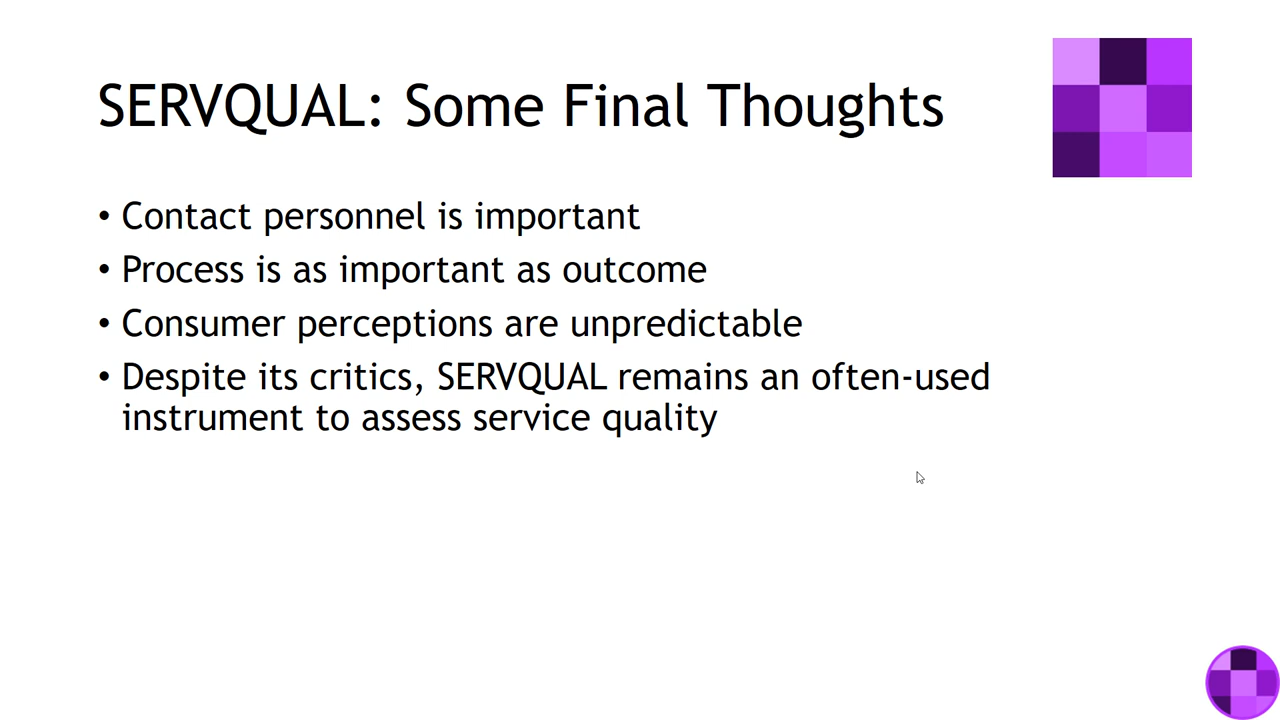 SERVQUAL: Some Final Thoughts
• Contact personnel is important
• Process is as important as outcome
• Consumer perceptions are unpredictable
• Despite its critics, SERVQUAL remains an often-used
instrument to assess service quality